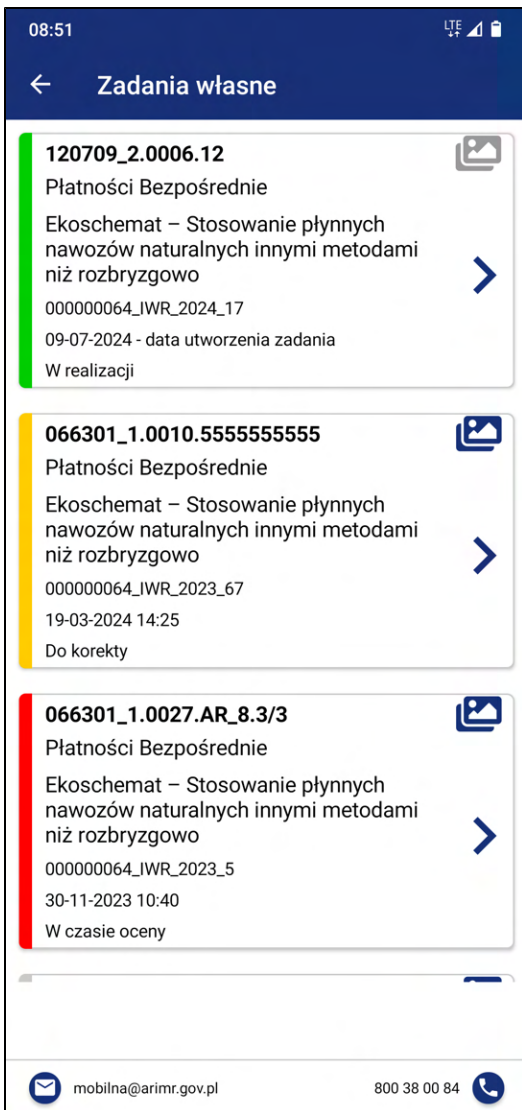 08:51
LTE
Zadania własne
120709_2.0006.12
Płatności Bezpośrednie
Ekoschemat – Stosowanie płynnych
nawozów naturalnych innymi metodami
niż rozbryzgowo
000000064_IWR_2024_17
09-07-2024 - data utworzenia zadania
W realizacji
066301_1.0010.5555555555
Płatności Bezpośrednie
Ekoschemat – Stosowanie płynnych
nawozów naturalnych innymi metodami
niż rozbryzgowo
000000064_IWR_2023_67
19-03-2024 14:25
Do korekty
066301_1.0027.AR_8.3/3
Płatności Bezpośrednie
Ekoschemat – Stosowanie płynnych
nawozów naturalnych innymi metodami
niż rozbryzgowo
000000064_IWR_2023_5
30-11-2023 10:40
W czasie oceny
mobilna@arimr.gov.pl
800 38 00 84